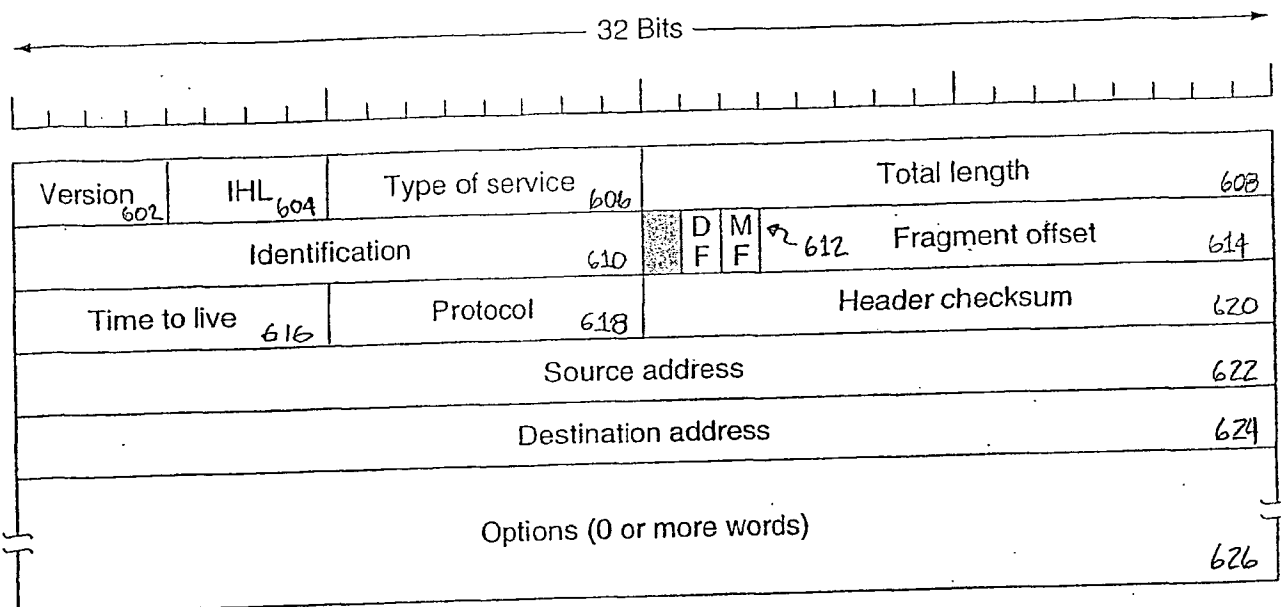 32 Bits
Version 602 IHL 604 Type of service 606 Total length 608
Identification 610 D F M F 612 Fragment offset 614
Time to live 616 Protocol 618 Header checksum 620
Source address 622
Destination address 624
Options (0 or more words) 626